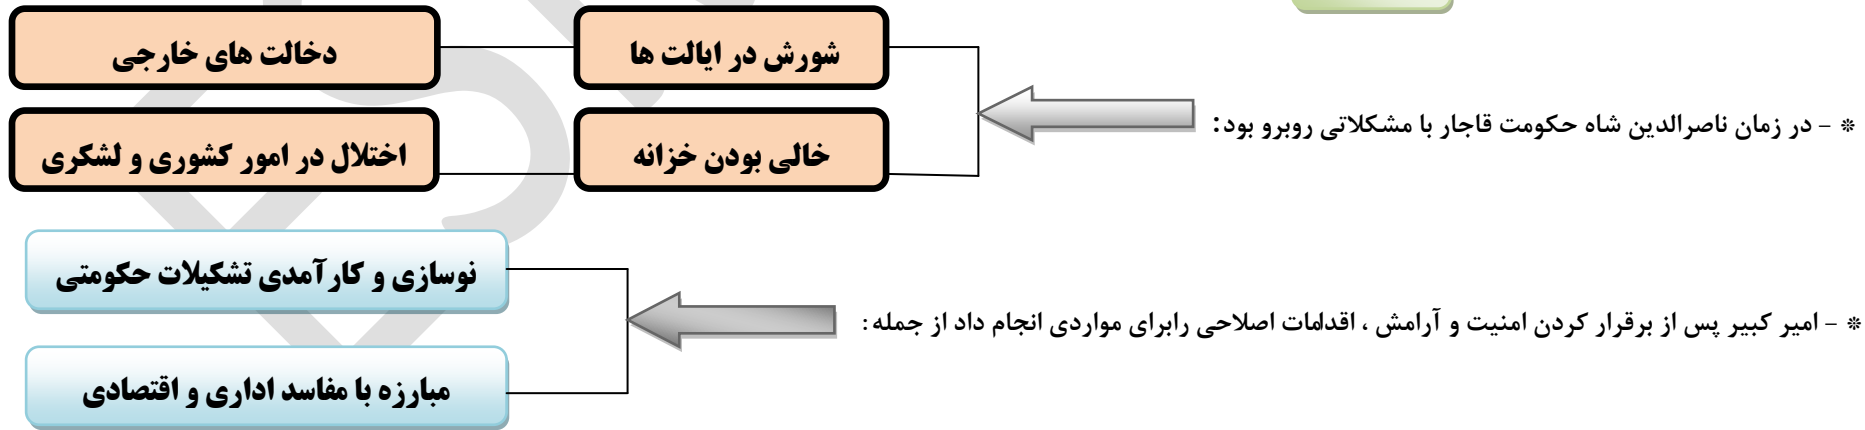 * - در زمان ناصرالدین شاه حکومت قاجار با مشکلاتی روبرو بود:
شورش در ایالت ها
دخالت های خارجی
خالی بودن خزانه
اختلال در امور کشوری و لشکری
* - امیر کبیر پس از برقرار کردن امنیت و آرامش ، اقدامات اصلاحی رابرای مواردی انجام داد از جمله:
نوسازی و کارآمدی تشکیلات حکومتی
مبارزه با مفاسد اداری و اقتصادی